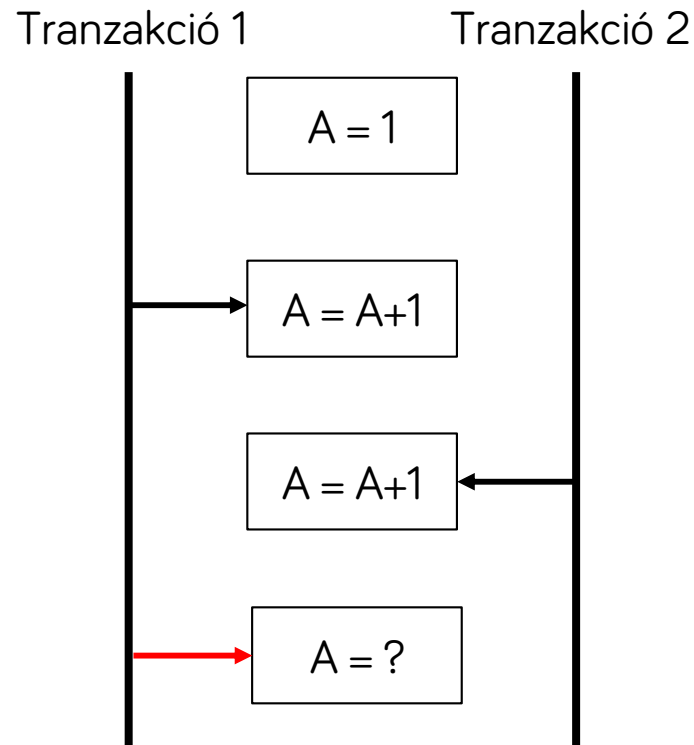 Tranzakció 1
Tranzakció 2
A = 1
A = A+1
A = A+1
A = ?